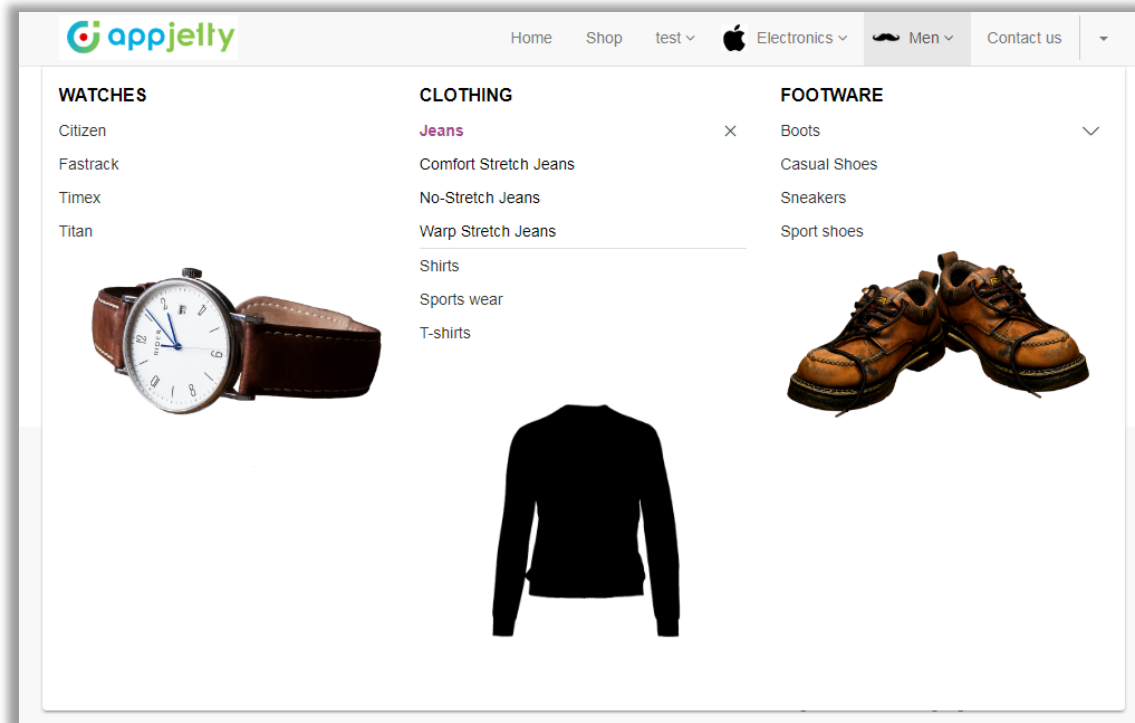 appjetty
Home Shop test Electronics Men Contact us
WATCHES
Citizen
Fastrack
Timex
Titan
CLOTHING
Jeans
Comfort Stretch Jeans
No-Stretch Jeans
Warp Stretch Jeans
Shirts
Sports wear
T-shirts
FOOTWARE
Boots
Casual Shoes
Sneakers
Sport shoes